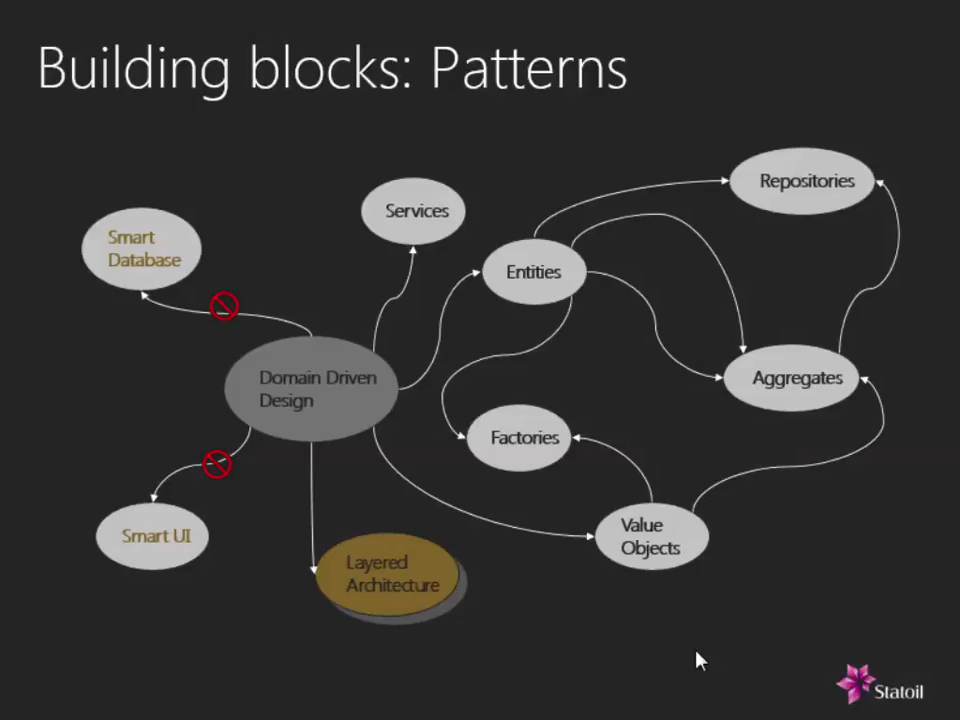 Building blocks: Patterns
Repositories
Services
Smart
Database
Entities
Domain Driven
Design
Aggregates
Factories
Smart UI
Value
Objects
Layered
Architecture
Statoil